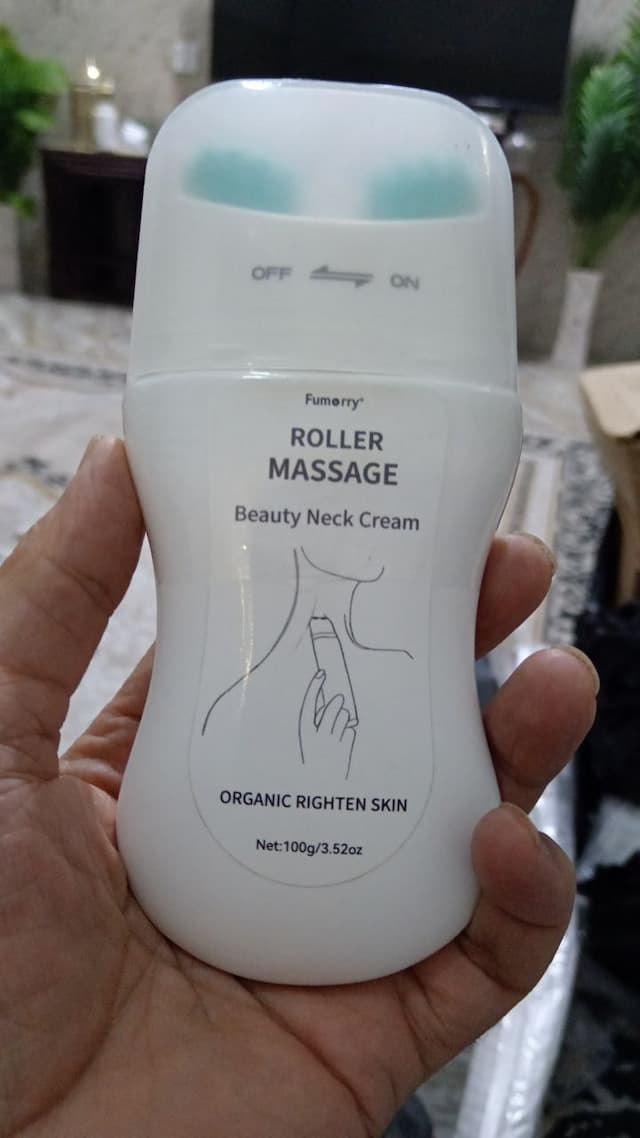 OFF ON
Fumorry®
ROLLER
MASSAGE
Beauty Neck Cream
ORGANIC RIGHTEN SKIN
Net:100g/3.52oz